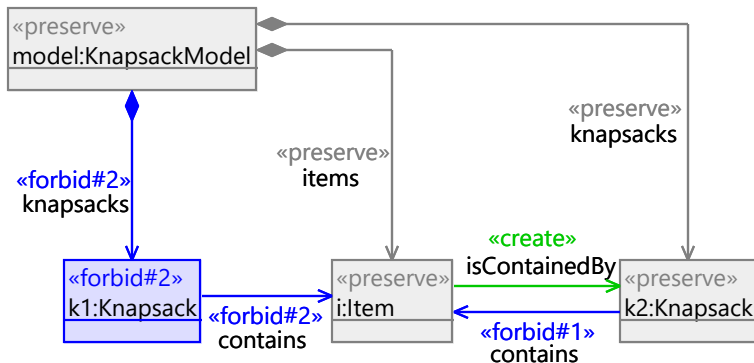 «preserve»
model:KnapsackModel
«preserve»
knapsacks
«preserve»
items
«forbid#2»
knapsacks
«create»
isContainedBy
«forbid#2»
k1:Knapsack
«preserve»
i:Item
«preserve»
k2:Knapsack
«forbid#2»
contains
«forbid#1»
contains